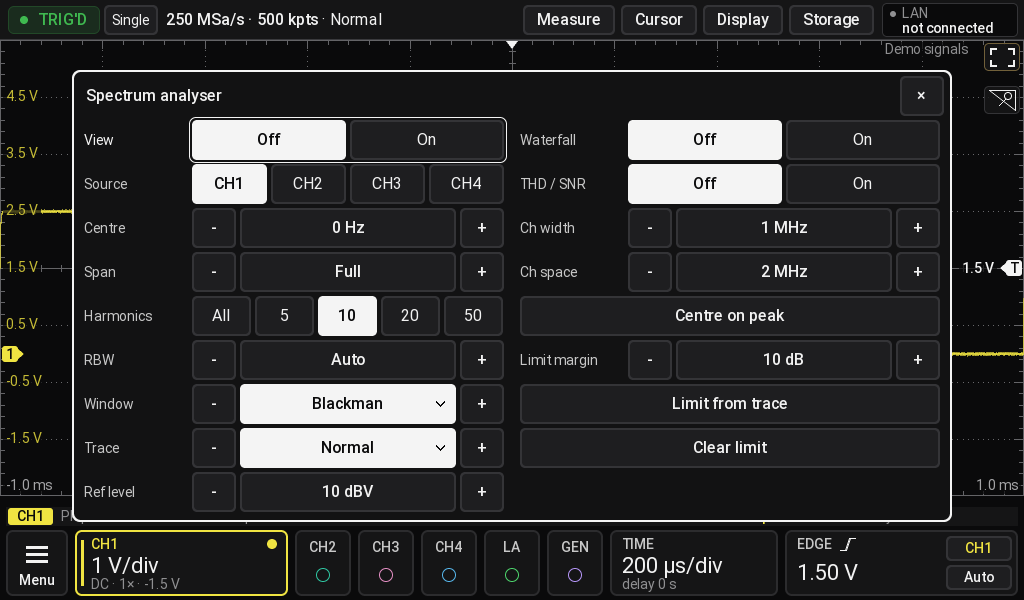 TRIG'D Single 250 MSa/s · 500 kpts · Normal Measure Cursor Display Storage LAN
not connected
Demo signals
Spectrum analyser ×
4.5 V
View Off On Waterfall Off On
3.5 V
Source CH1 CH2 CH3 CH4 THD / SNR Off On
2.5 V
Centre - 0 Hz + Ch width - 1 MHz +
1.5 V Span - Full + Ch space - 2 MHz + 1.5 V T
Harmonics All 5 10 20 50 Centre on peak
0.5 V
1 RBW - Auto + Limit margin - 10 dB +
-0.5 V
Window - Blackman + Limit from trace
-1.5 V
Trace - Normal + Clear limit
-1.0 ms Ref level - 10 dBV + 1.0 ms
CH1
Menu
CH1
1 V/div
DC · 1× · -1.5 V
CH2 CH3 CH4 LA GEN
TIME
200 µs/div
delay 0 s
EDGE CH1
1.50 V Auto